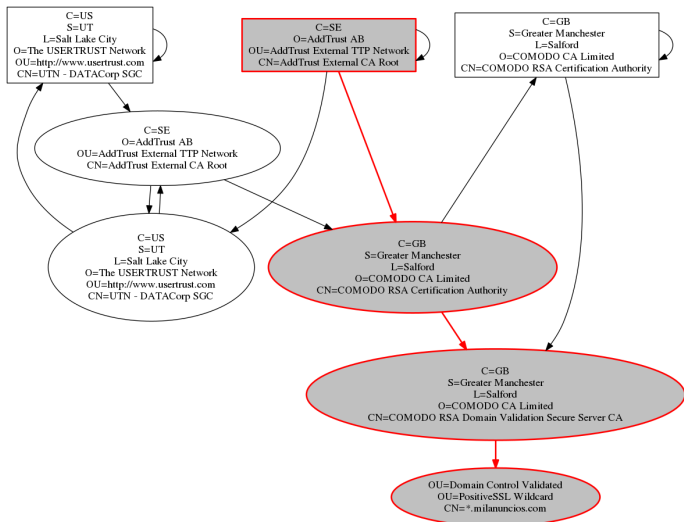 C=US
S=UT
L=Salt Lake City
O=The USERTRUST Network
OU=http://www.usertrust.com
CN=UTN - DATACorp SGC
C=SE
O=AddTrust AB
OU=AddTrust External TTP Network
CN=AddTrust External CA Root
C=GB
S=Greater Manchester
L=Salford
O=COMODO CA Limited
CN=COMODO RSA Certification Authority
C=SE
O=AddTrust AB
OU=AddTrust External TTP Network
CN=AddTrust External CA Root
C=US
S=UT
L=Salt Lake City
O=The USERTRUST Network
OU=http://www.usertrust.com
CN=UTN - DATACorp SGC
C=GB
S=Greater Manchester
L=Salford
O=COMODO CA Limited
CN=COMODO RSA Certification Authority
C=GB
S=Greater Manchester
L=Salford
O=COMODO CA Limited
CN=COMODO RSA Domain Validation Secure Server CA
OU=Domain Control Validated
OU=PositiveSSL Wildcard
CN=*.milanuncios.com